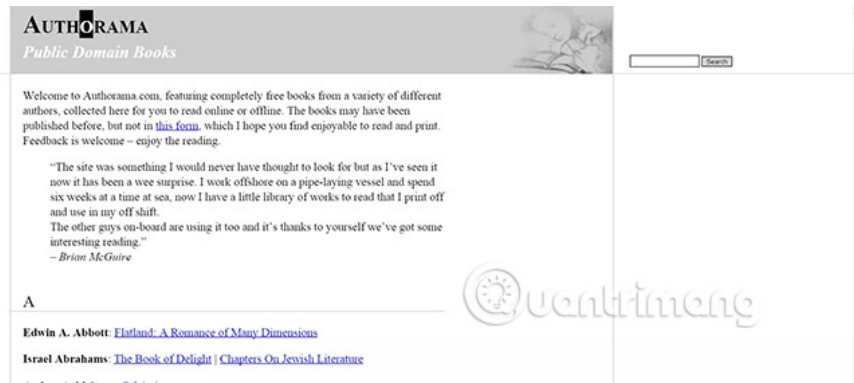 AUTHORAMA
Public Domain Books
Search
Welcome to Authorama.com, featuring completely free books from a variety of different
authors, collected here for you to read online or offline. The books may have been
published before, but not in this form, which I hope you find enjoyable to read and print.
Feedback is welcome – enjoy the reading.
“The site was something I would never have thought to look for but as I’ve seen it
now it has been a wee surprise. I work offshore on a pipe-laying vessel and spend
six weeks at a time at sea, now I have a little library of works to read that I print off
and use in my off shift.
The other guys on-board are using it too and it’s thanks to yourself we’ve got some
interesting reading.”
– Brian McGuire
Quantrimang
A
Edwin A. Abbott: Flatland: A Romance of Many Dimensions
Israel Abrahams: The Book of Delight | Chapters On Jewish Literature